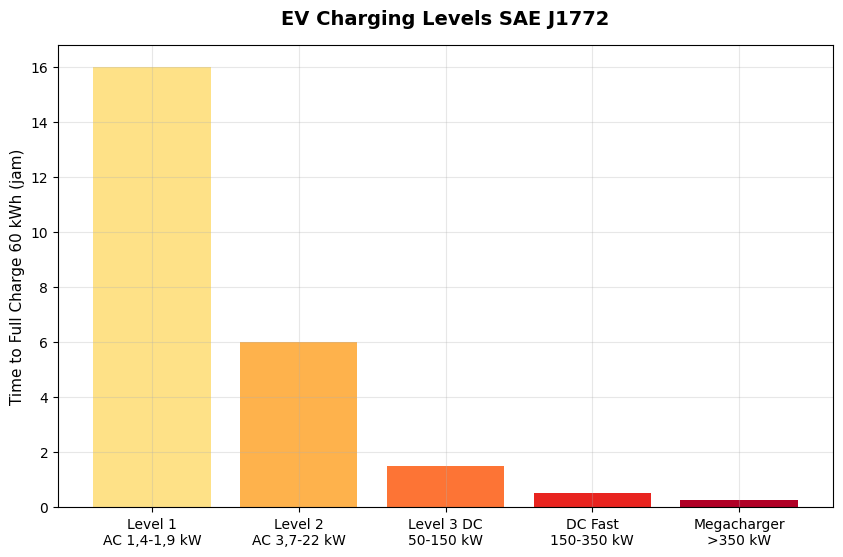 EV Charging Levels SAE J1772
Time to Full Charge 60 kWh (jam)
16
14
12
10
8
6
4
2
0
Level 1
AC 1,4-1,9 kW
Level 2
AC 3,7-22 kW
Level 3 DC
50-150 kW
DC Fast
150-350 kW
Megacharger
>350 kW